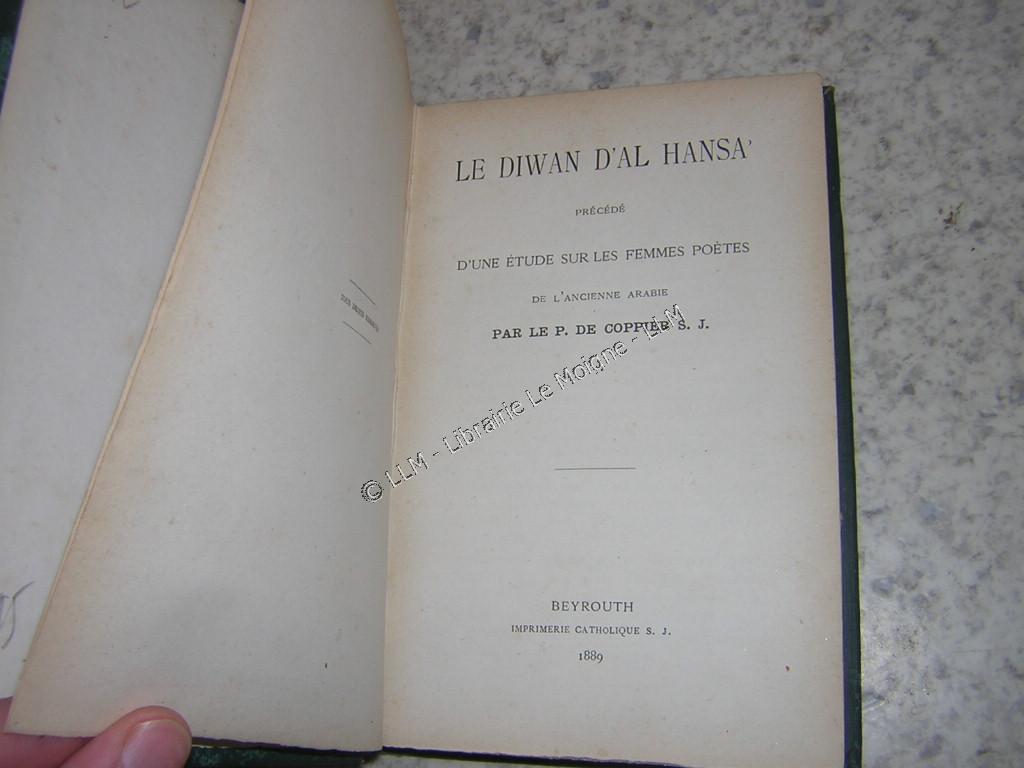 LE DIWAN D'AL HANSA'
PRÉCÉDÉ
D'UNE ÉTUDE SUR LES FEMMES POÈTES
DE L'ANCIENNE ARABIE
PAR LE P. DE COPPIER S. J.
© LLM - Librairie Le Moigne - LLM
BEYROUTH
IMPRIMERIE CATHOLIQUE S. J.
1889